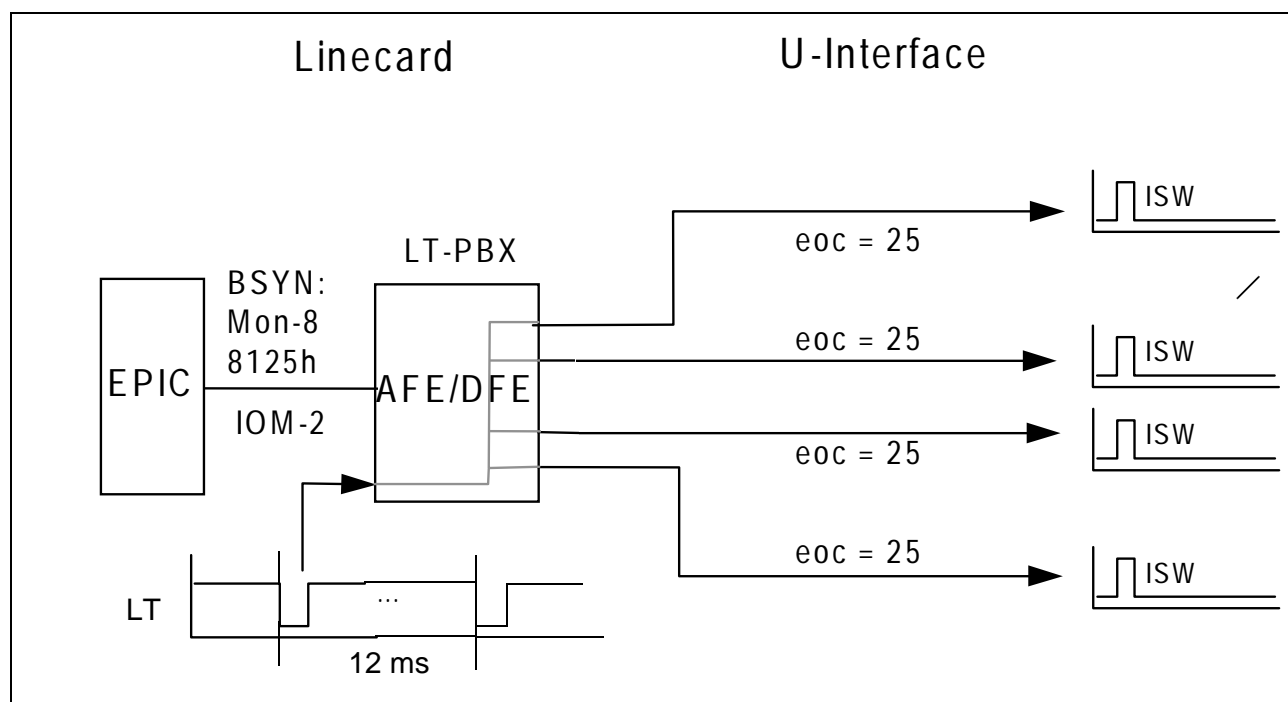 Linecard
U-Interface
ISW
eoc = 25
LT-PBX
BSYN:
Mon-8
8125h
EPIC
IOM-2
AFE/DFE
eoc = 25
ISW
eoc = 25
ISW
eoc = 25
ISW
LT
...
12 ms